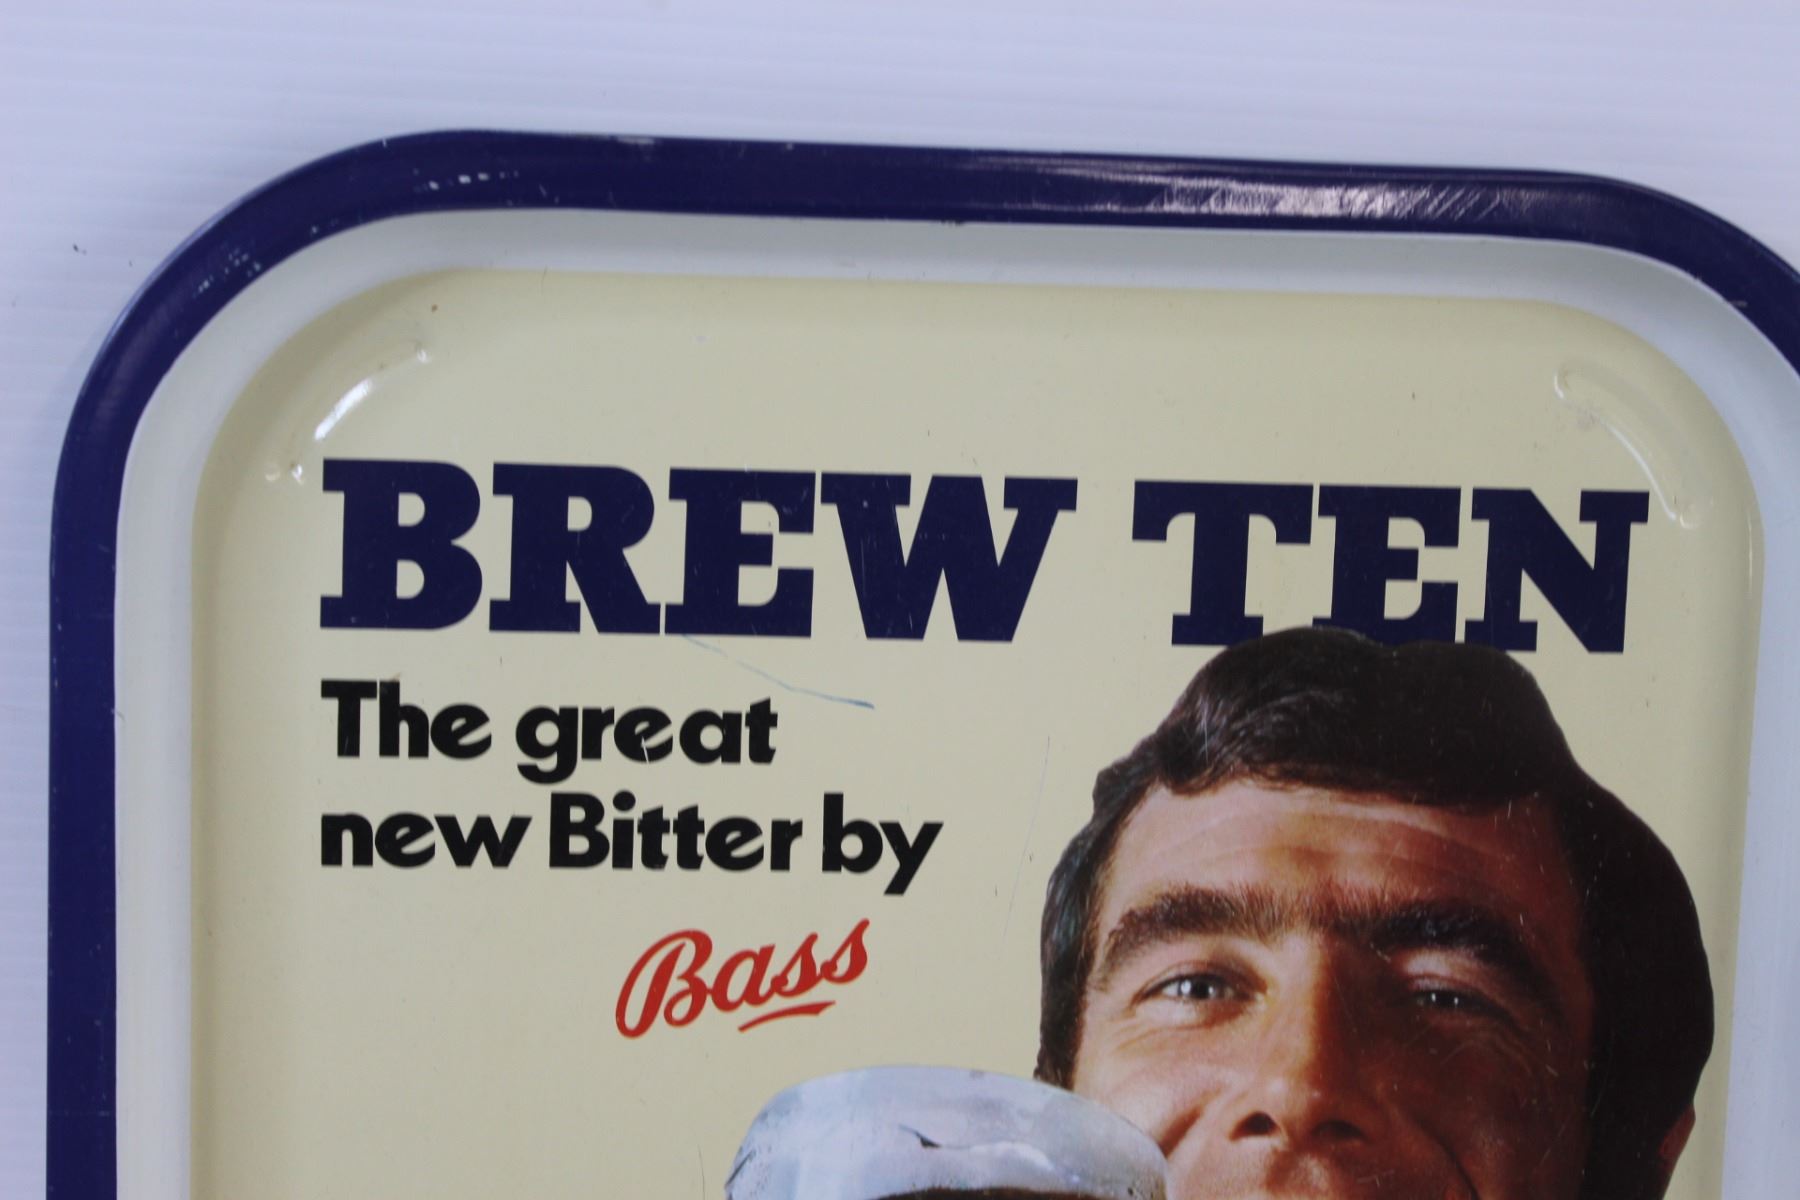 BREW TEN
The great
new Bitter by
Bass